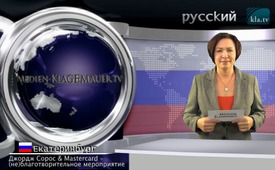 русский
kla.tv
MEDIEN-KLAGEMAUER.TV
Екатеринбург
Джордж Сорос & Mastercard
(не)благотворительное мероприятие